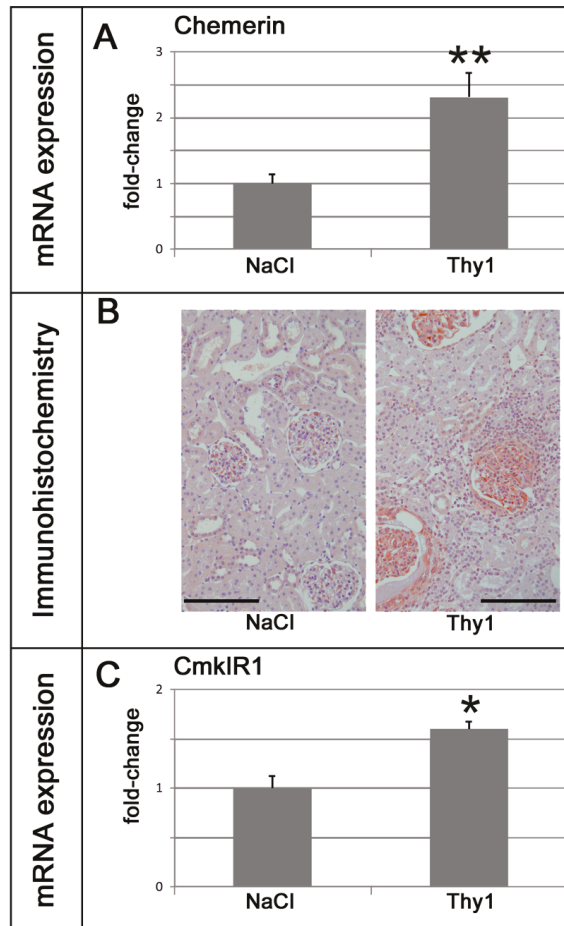 mRNA expression
A
Chemerin
**
fold-change
3
2
1
0
NaCl
Thy1
Immunohistochemistry
B
NaCl
Thy1
mRNA expression
C
CmklR1
*
fold-change
2
1
0
NaCl
Thy1